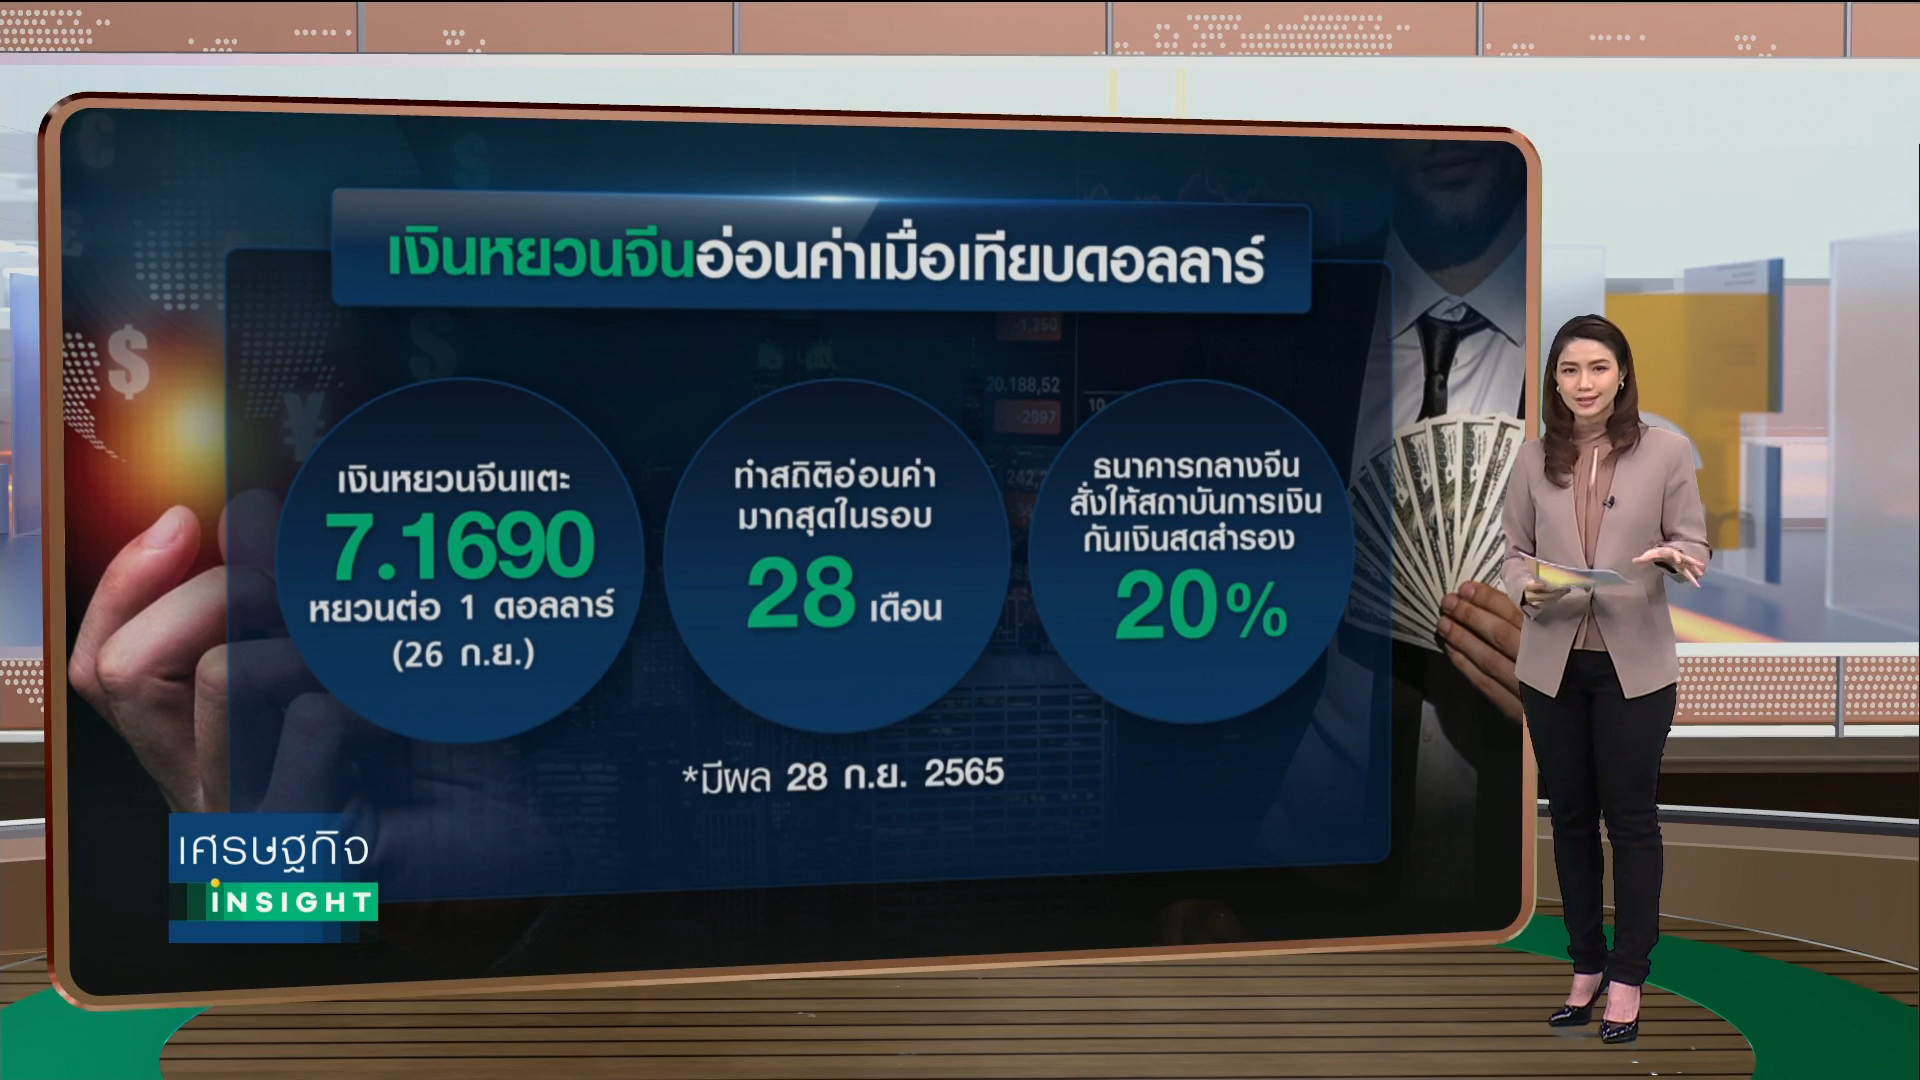 เงินหยวนจีนอ่อนค่าเมื่อเทียบดอลลาร์
เงินหยวนจีนแตะ
7.1690
หยวนต่อ 1 ดอลลาร์
(26 ก.ย.)
ทำสถิติอ่อนค่า
มากสุดในรอบ
28 เดือน
ธนาคารกลางจีน
สั่งให้สถาบันการเงิน
กันเงินสดสำรอง
20%
*มีผล 28 ก.ย. 2565
-1,250
20.188,52
-2997
10
เศรษฐกิจ
INSIGHT